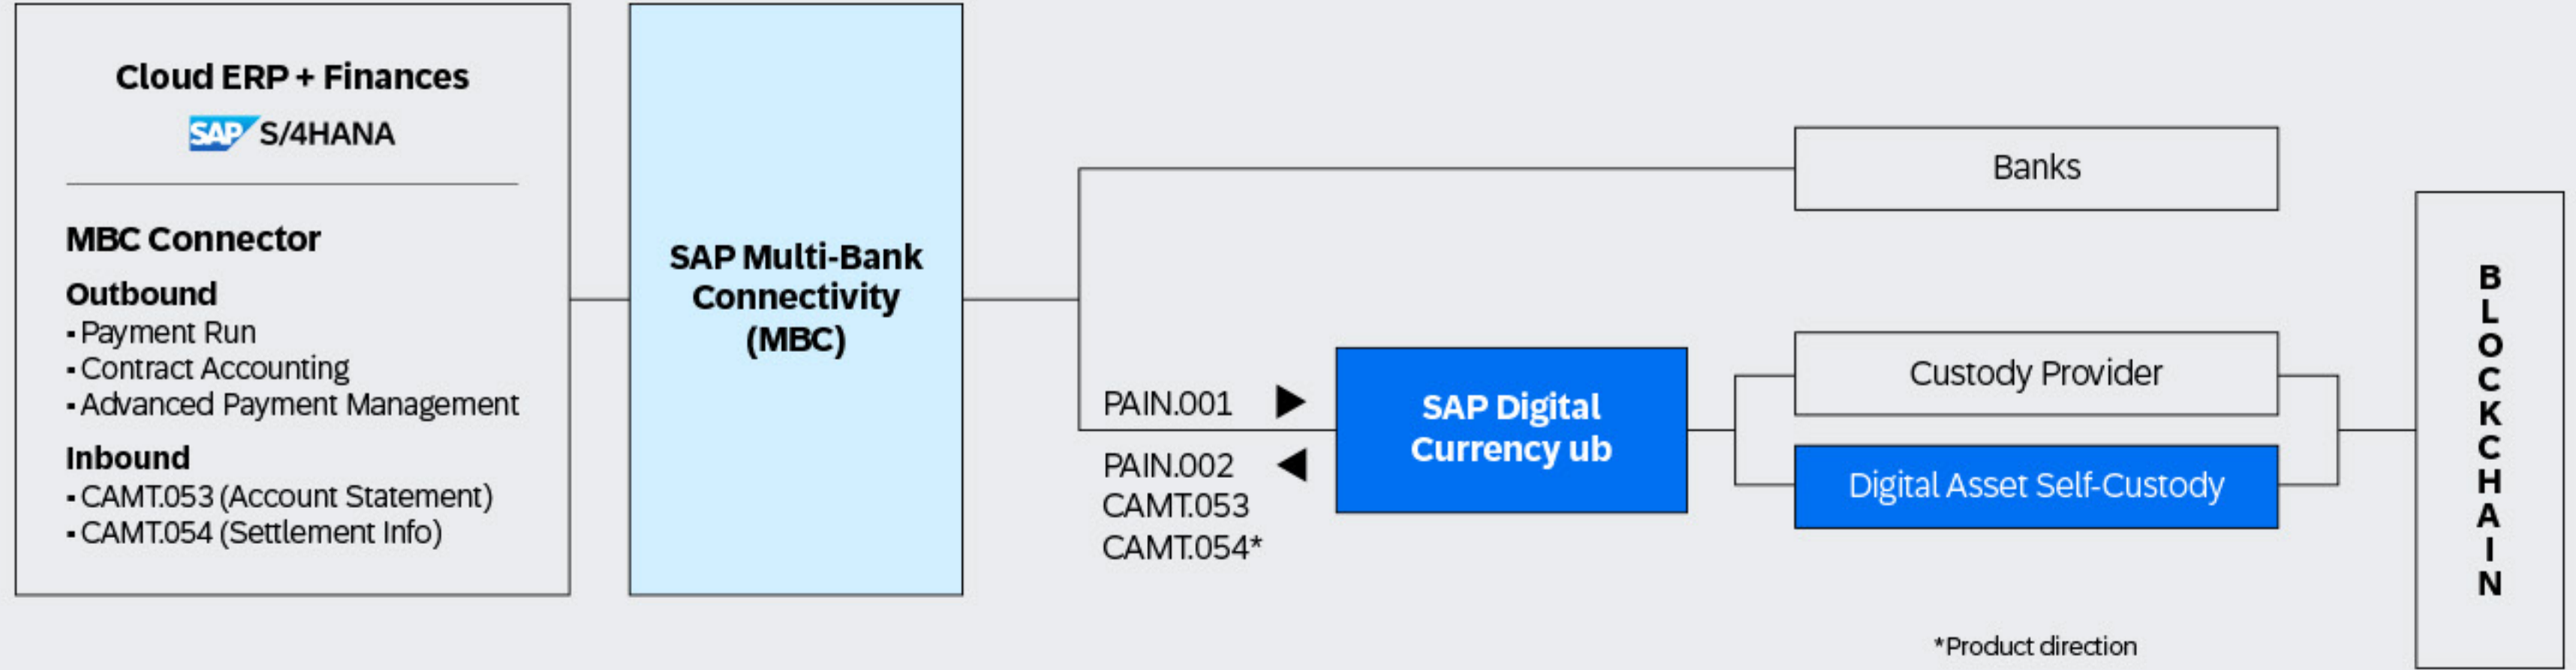 Cloud ERP + Finances
SAP S/4HANA
MBC Connector
Outbound
▪ Payment Run
▪ Contract Accounting
▪ Advanced Payment Management
Inbound
▪ CAMT.053 (Account Statement)
▪ CAMT.054 (Settlement Info)
SAP Multi-Bank
Connectivity
(MBC)
PAIN.001
PAIN.002
CAMT.053
CAMT.054*
SAP Digital
Currency ub
Banks
Custody Provider
Digital Asset Self-Custody
BLOCKCHAIN
*Product direction